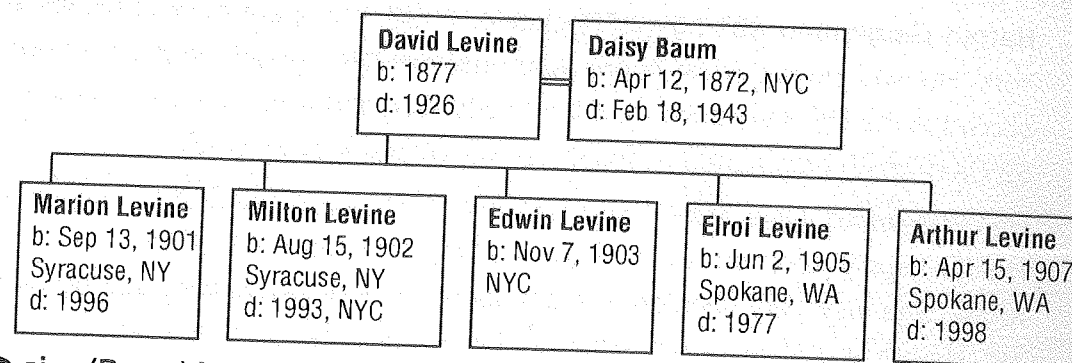 David Levine
b: 1877
d: 1926
Daisy Baum
b: Apr 12, 1872, NYC
d: Feb 18, 1943
Marion Levine
b: Sep 13, 1901
Syracuse, NY
d: 1996
Milton Levine
b: Aug 15, 1902
Syracuse, NY
d: 1993, NYC
Edwin Levine
b: Nov 7, 1903
NYC
Elroi Levine
b: Jun 2, 1905
Spokane, WA
d: 1977
Arthur Levine
b: Apr 15, 1907
Spokane, WA
d: 1998